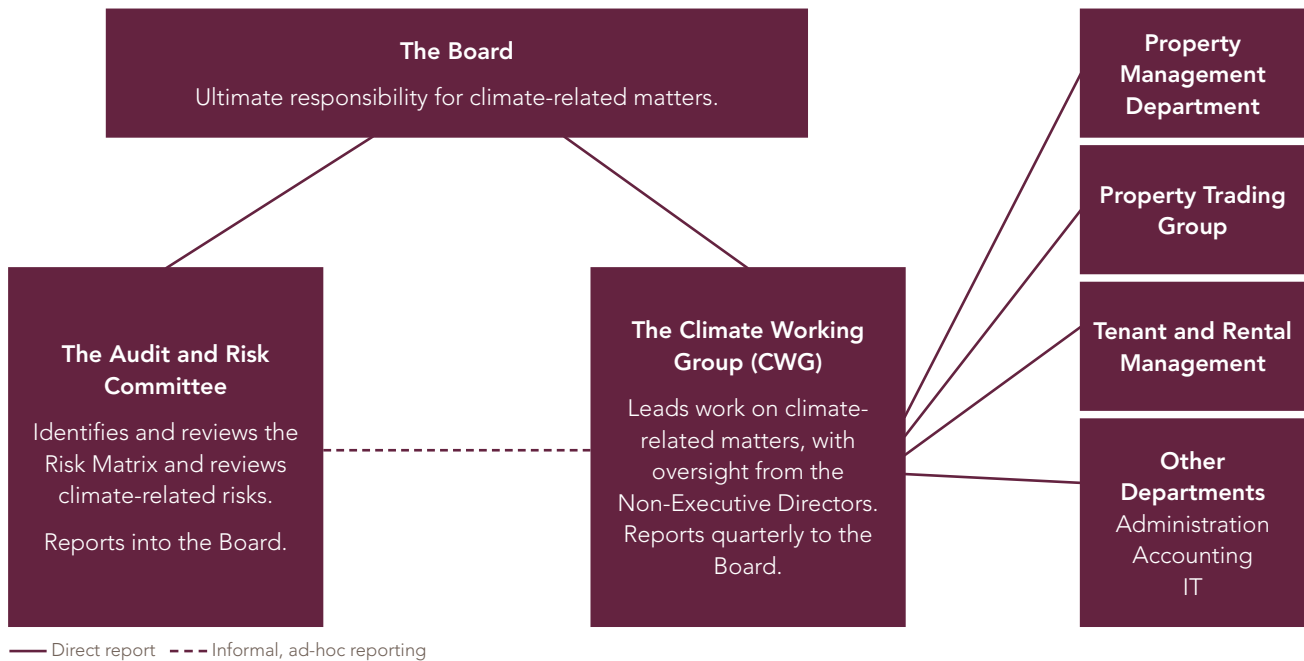 The Board
Ultimate responsibility for climate-related matters.
The Audit and Risk
Committee
Identifies and reviews the
Risk Matrix and reviews
climate-related risks.
Reports into the Board.
The Climate Working
Group (CWG)
Leads work on climate-
related matters, with
oversight from the
Non-Executive Directors.
Reports quarterly to the
Board.
Property
Management
Department
Property Trading
Group
Tenant and Rental
Management
Other
Departments
Administration
Accounting
IT
Direct report
Informal, ad-hoc reporting